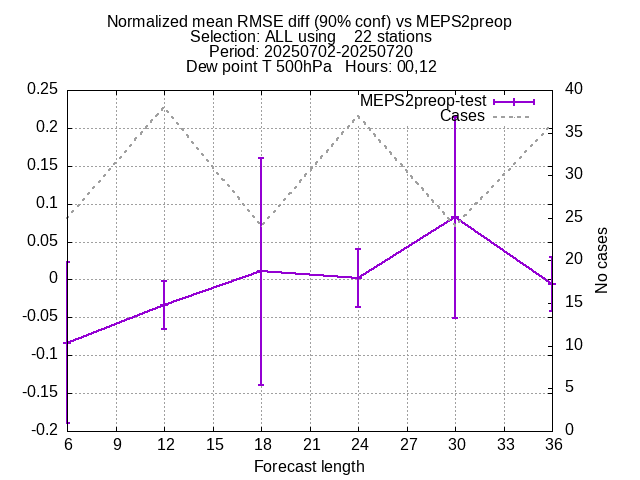 Normalized mean RMSE diff (90% conf) vs MEPS2preop
Selection: ALL using    22 stations
Period: 20250702-20250720
Dew point T 500hPa   Hours: 00,12
MEPS2preop-test
Cases
0.25
0.2
0.15
0.1
0.05
0
-0.05
-0.1
-0.15
-0.2
40
35
30
25
20
15
10
5
0
No cases
6 9 12 15 18 21 24 27 30 33 36
Forecast length